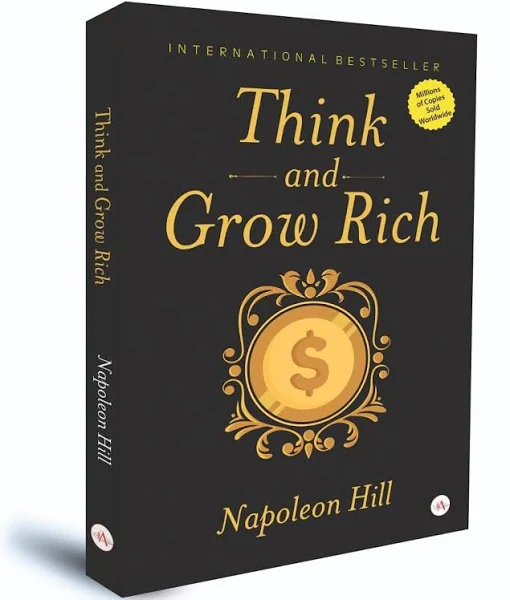 INTERNATIONAL BESTSELLER
Think
and
Grow Rich
Millions
of Copies
Sold
Worldwide
Napoleon Hill
Think and Grow Rich
Napoleon Hill